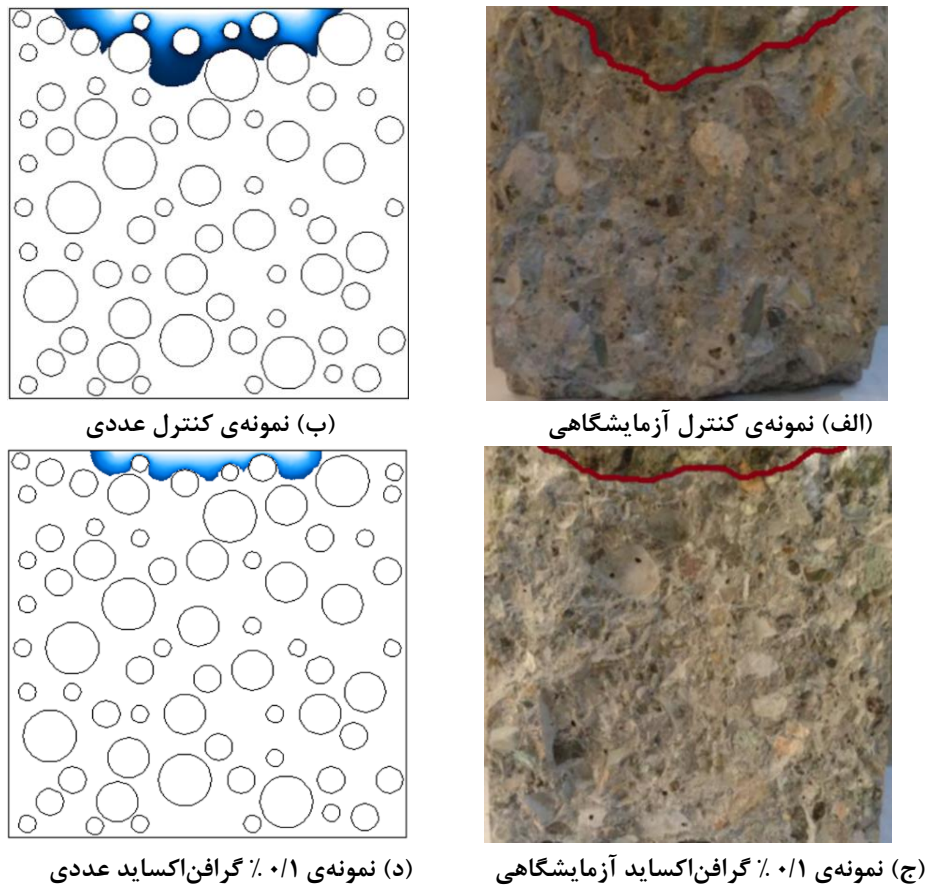 (الف) نمونه‌ی کنترل آزمایشگاهی
(ب) نمونه‌ی کنترل عددی
(ج) نمونه‌ی ۰/۱ ٪ گرافن‌اکساید آزمایشگاهی
(د) نمونه‌ی ۰/۱ ٪ گرافن‌اکساید عددی